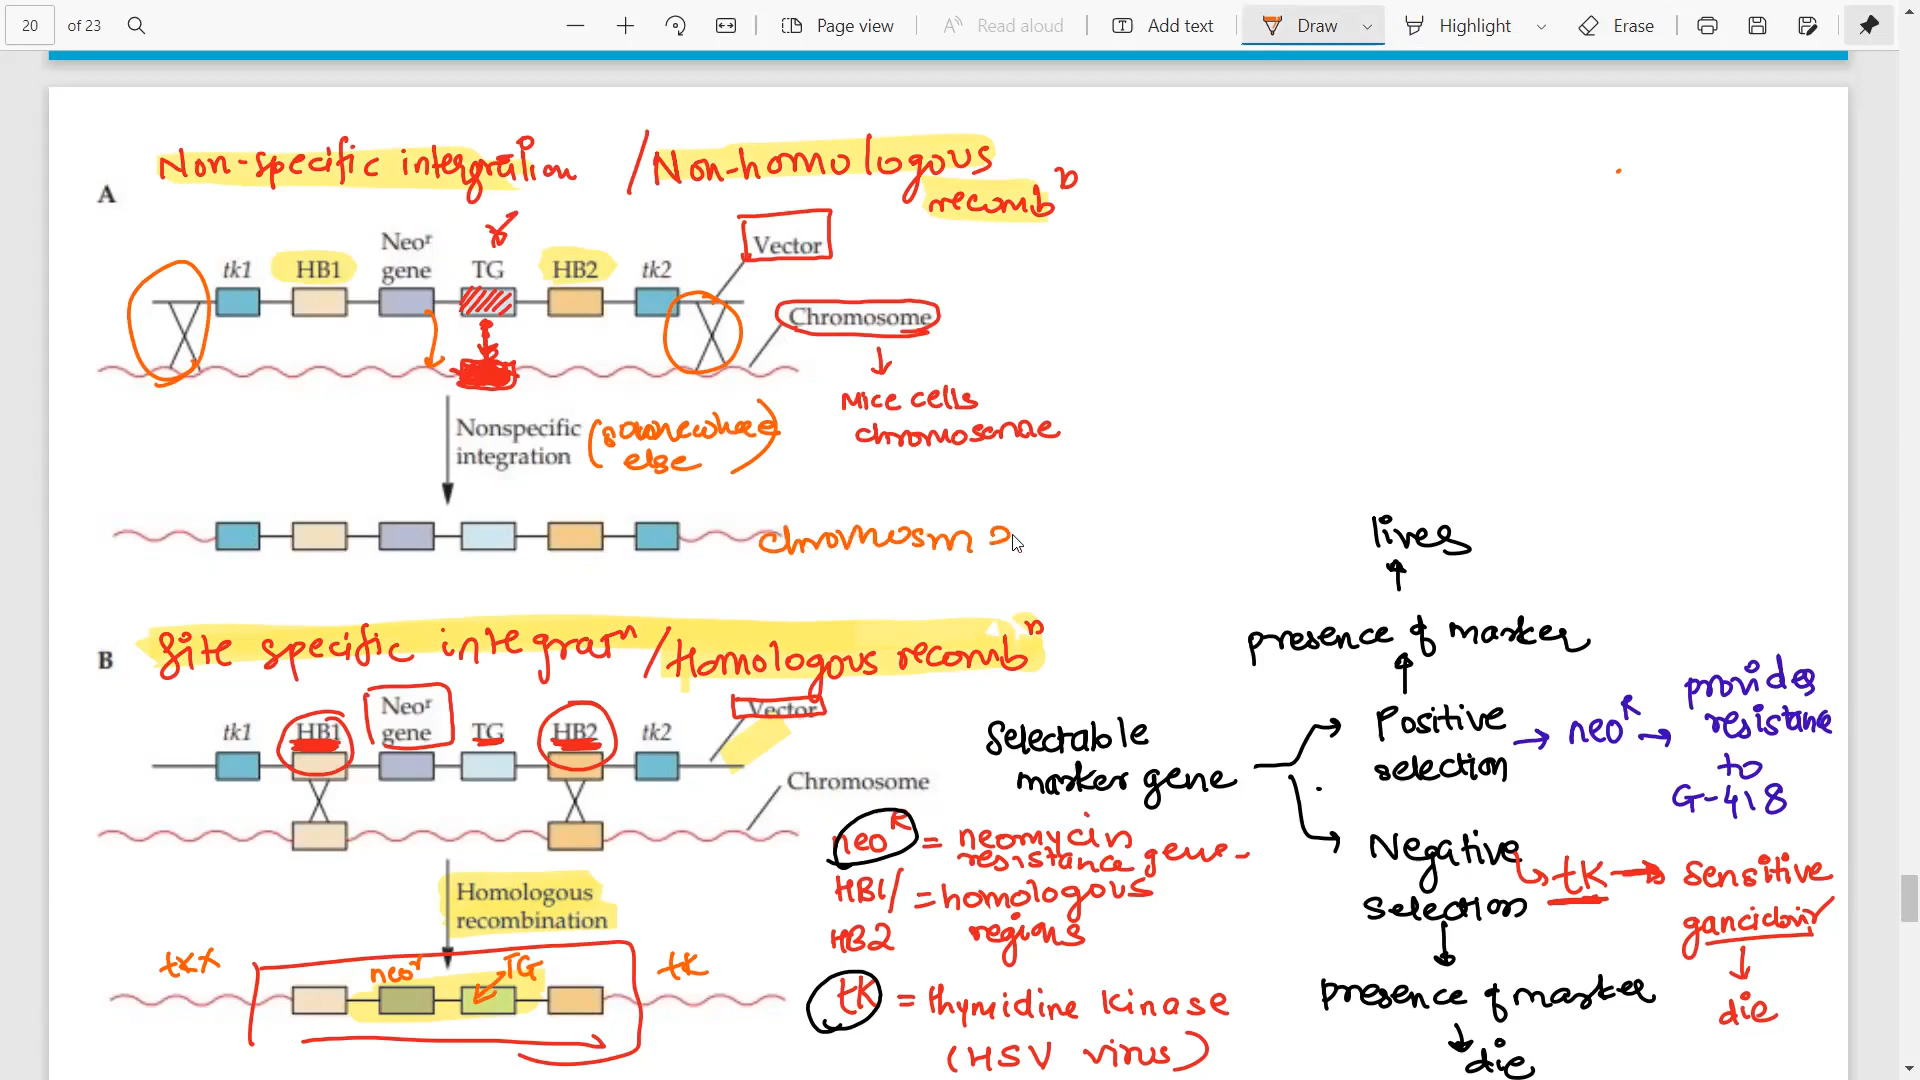 20 of 23
Page view
Read aloud
Add text
Draw
Highlight
Erase
Non-specific intergration / Non-homologous
recombn
A
tk1 HB1 Neoʳ gene TG HB2 tk2 Vector
Chromosome
Mice cells
chromosome
Nonspecific
integration
(somewhere
else)
chromosm
B
Site specific integratn / Homologous recombn
tk1 HB1 Neoʳ gene TG HB2 tk2 Vector
Chromosome
Homologous
recombination
neoʳ TG tk
lives
presence of marker
Selectable
marker gene
Positive
selection → neoᴿ → provides
resistance
to
G-418
Negative
selection
tK → sensitive
ganciclovir
die
presence of marker
die
neoᴿ = neomycin
resistance gene
HB1/
HB2 = homologous
regions
tK = thymidine kinase
(HSV virus)